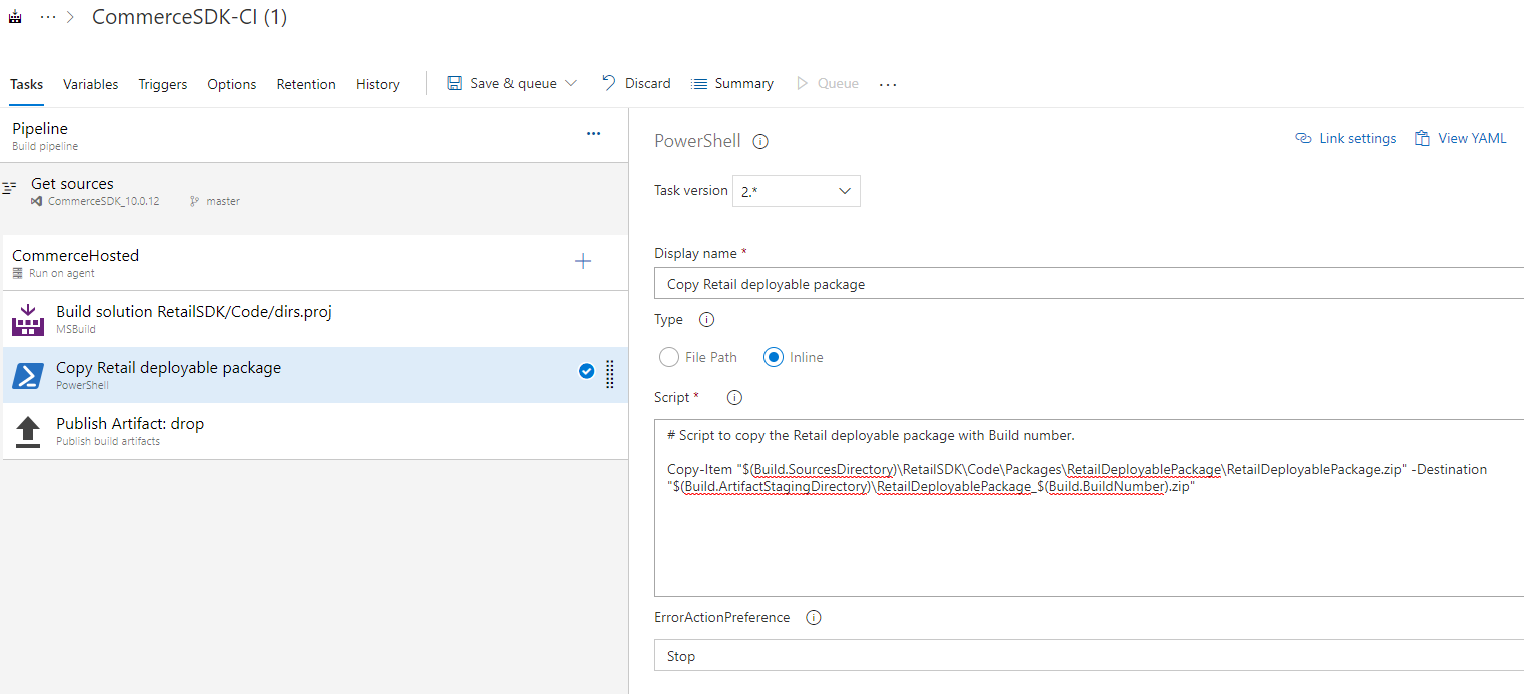 CommerceSDK-CI (1)
Tasks Variables Triggers Options Retention History Save & queue Discard Summary Queue ...
Pipeline
Build pipeline
Get sources
CommerceSDK_10.0.12 master
CommerceHosted
Run on agent
Build solution RetailSDK/Code/dirs.proj
MSBuild
Copy Retail deployable package
PowerShell
Publish Artifact: drop
Publish build artifacts
PowerShell
Link settings View YAML
Task version 2.*
Display name *
Copy Retail deployable package
Type
File Path Inline
Script *
# Script to copy the Retail deployable package with Build number.
Copy-Item "$(Build.SourcesDirectory)\RetailSDK\Code\Packages\RetailDeployablePackage\RetailDeployablePackage.zip" -Destination
"$(Build.ArtifactStagingDirectory)\RetailDeployablePackage_$(Build.BuildNumber).zip"
ErrorActionPreference
Stop